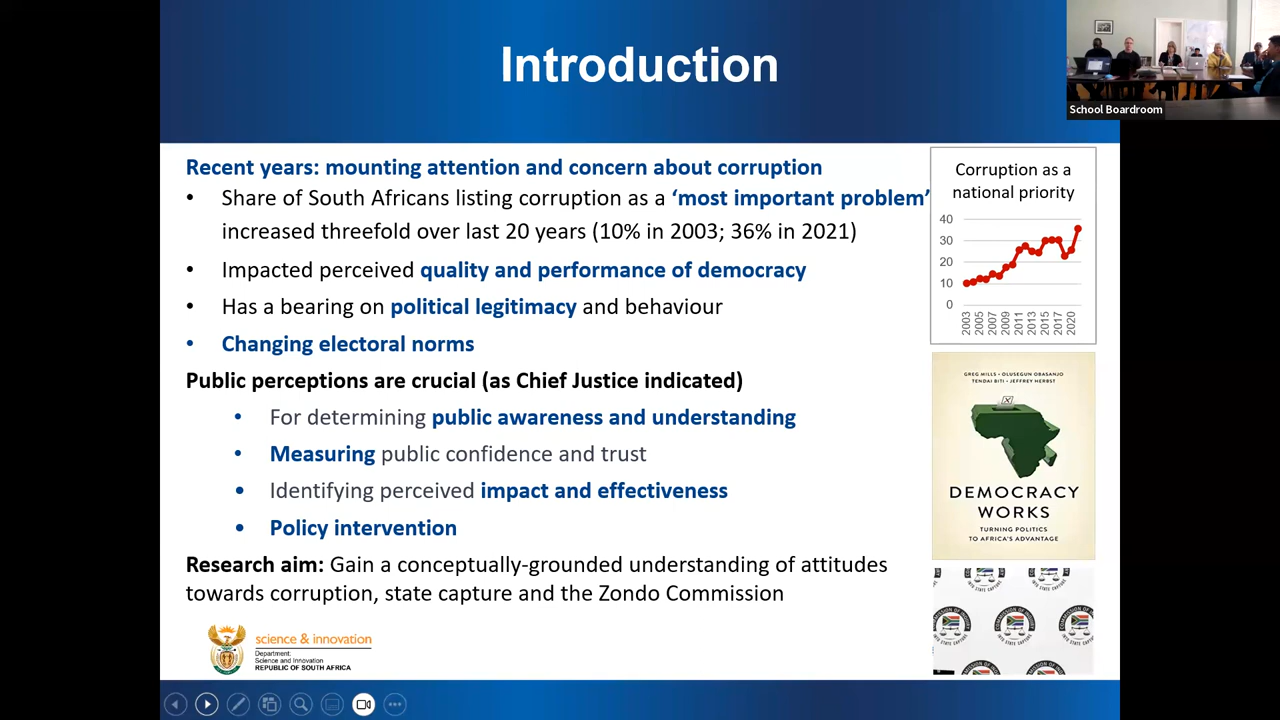 Introduction
School Boardroom
Recent years: mounting attention and concern about corruption
• Share of South Africans listing corruption as a ‘most important problem’
increased threefold over last 20 years (10% in 2003; 36% in 2021)
• Impacted perceived quality and performance of democracy
• Has a bearing on political legitimacy and behaviour
• Changing electoral norms
Public perceptions are crucial (as Chief Justice indicated)
• For determining public awareness and understanding
• Measuring public confidence and trust
• Identifying perceived impact and effectiveness
• Policy intervention
Research aim: Gain a conceptually-grounded understanding of attitudes
towards corruption, state capture and the Zondo Commission
science & innovation
Department:
Science and Innovation
REPUBLIC OF SOUTH AFRICA
Corruption as a
national priority
40
30
20
10
0
2003
2005
2007
2009
2011
2013
2015
2017
2020
GREG MILLS • OLUSEGUN OBASANJO
TENDAI BITI • JEFFREY HERBST
DEMOCRACY
WORKS
TURNING POLITICS
TO AFRICA'S ADVANTAGE